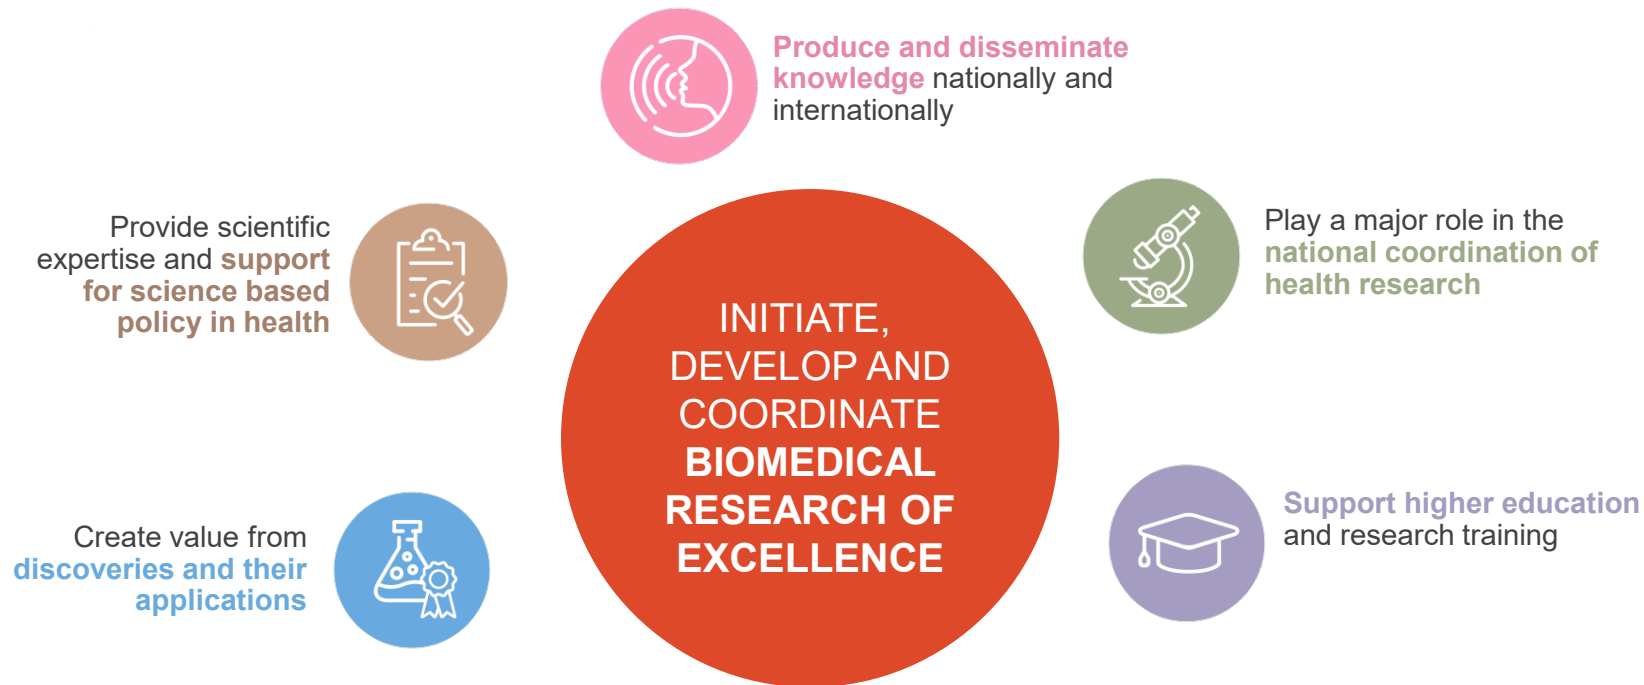 Produce and disseminate
knowledge nationally and
internationally
Provide scientific
expertise and support
for science based
policy in health
Play a major role in the
national coordination of
health research
INITIATE,
DEVELOP AND
COORDINATE
BIOMEDICAL
RESEARCH OF
EXCELLENCE
Create value from
discoveries and their
applications
Support higher education
and research training